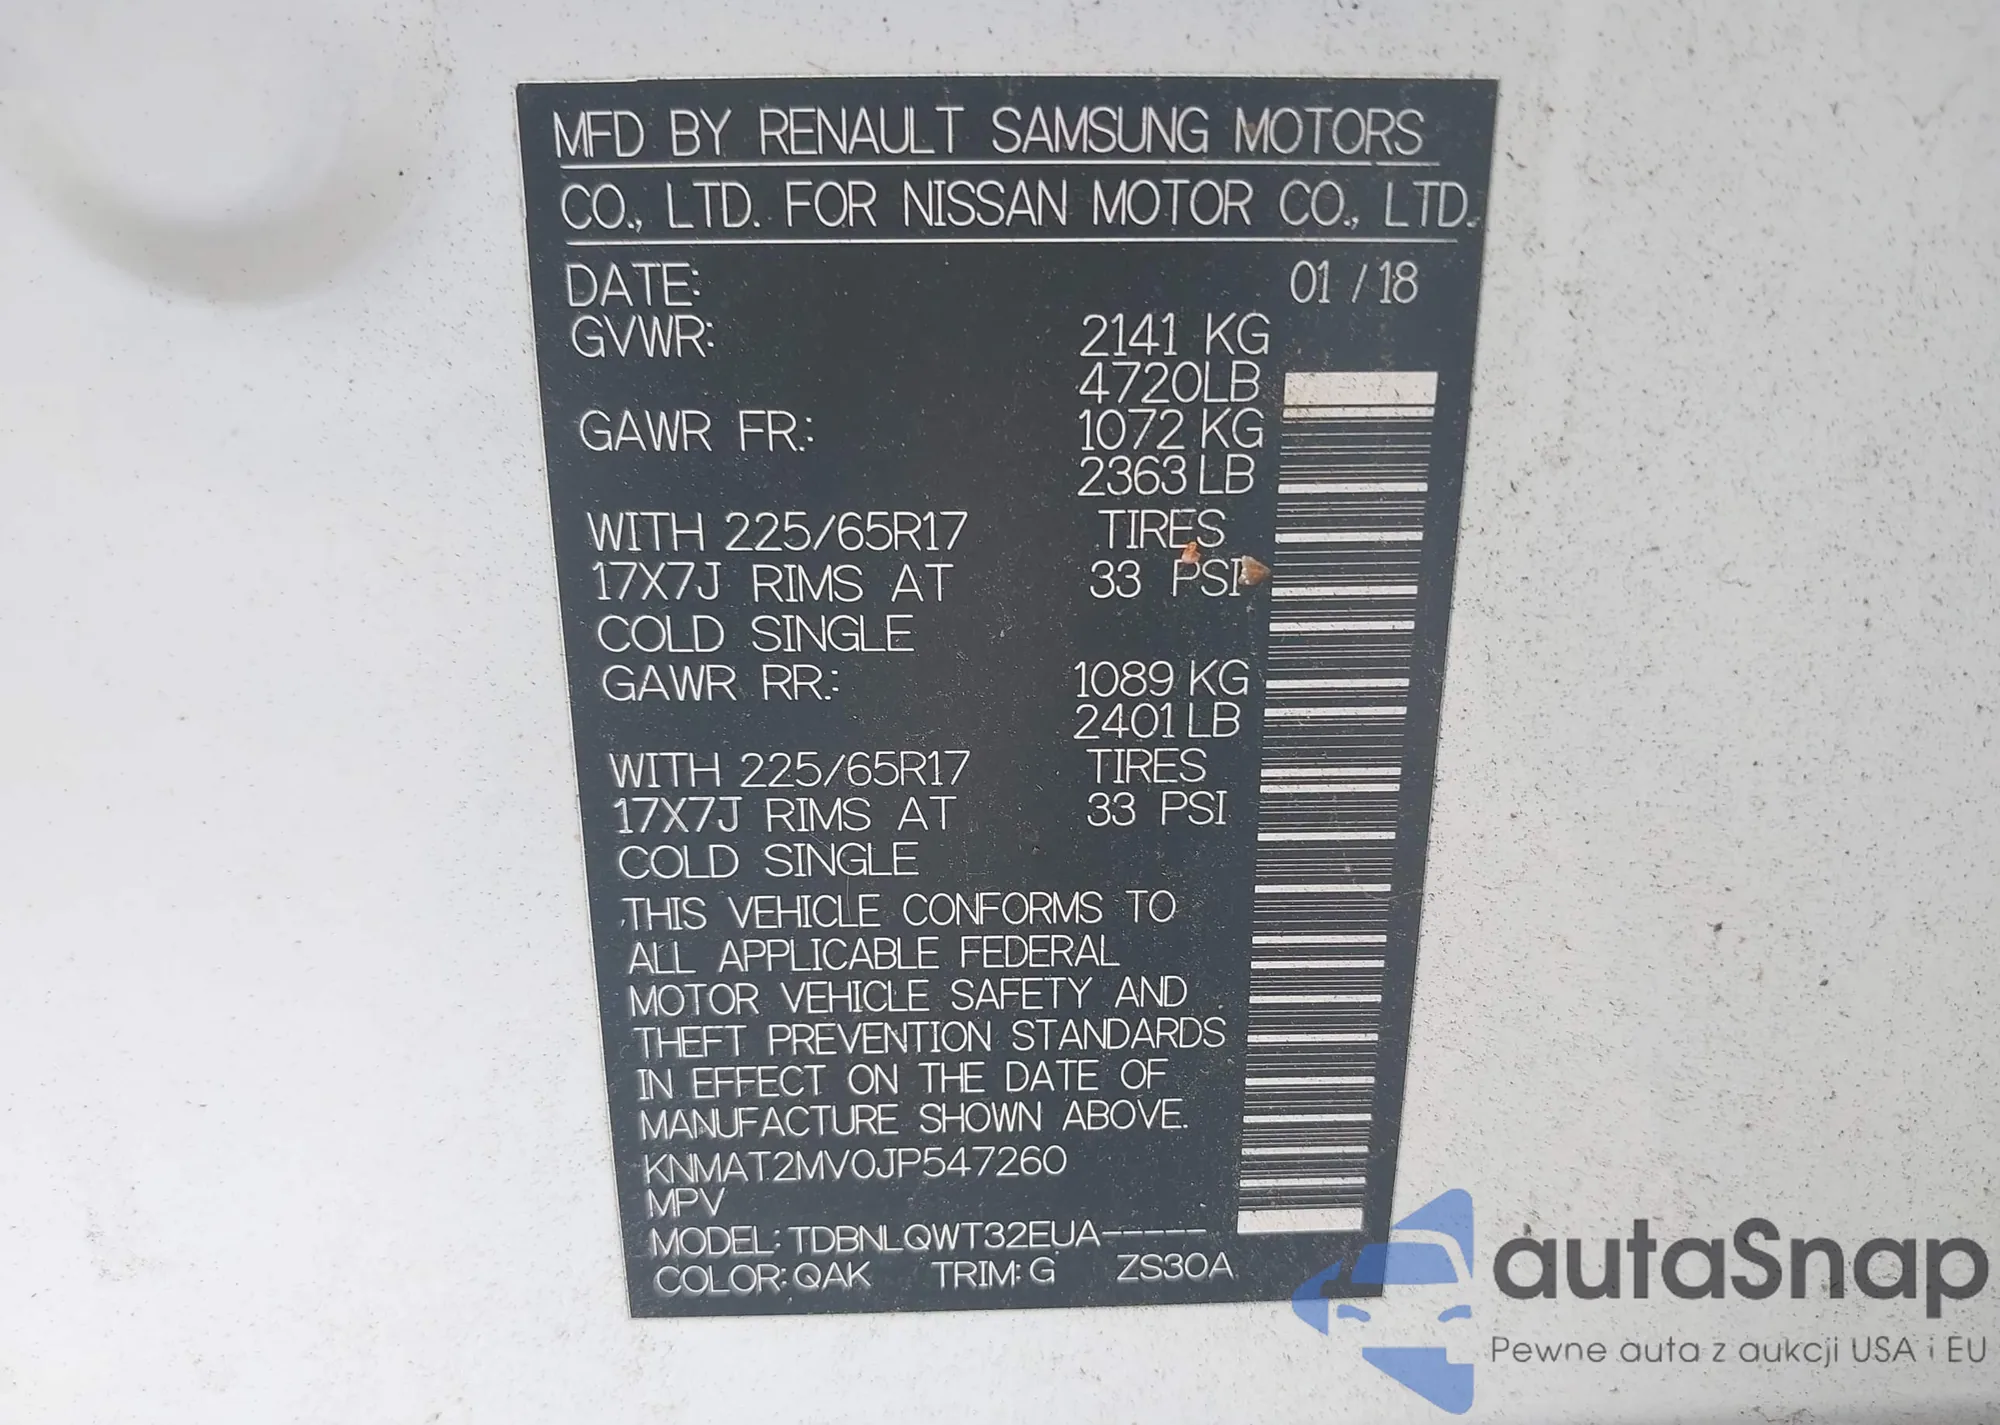 MFD BY RENAULT SAMSUNG MOTORS
CO., LTD. FOR NISSAN MOTOR CO., LTD.
DATE: 01 / 18
GVWR: 2141 KG
4720LB
GAWR FR.: 1072 KG
2363 LB
WITH 225/65R17 TIRES
17X7J RIMS AT 33 PSI
COLD SINGLE
GAWR RR.: 1089 KG
2401 LB
WITH 225/65R17 TIRES
17X7J RIMS AT 33 PSI
COLD SINGLE
THIS VEHICLE CONFORMS TO
ALL APPLICABLE FEDERAL
MOTOR VEHICLE SAFETY AND
THEFT PREVENTION STANDARDS
IN EFFECT ON THE DATE OF
MANUFACTURE SHOWN ABOVE.
KNMAT2MV0JP547260
MPV
MODEL: TDBNLQWT32EUA-----
COLOR: QAK TRIM: G ZS30A
autaSnap
Pewne auta z aukcji USA i EU